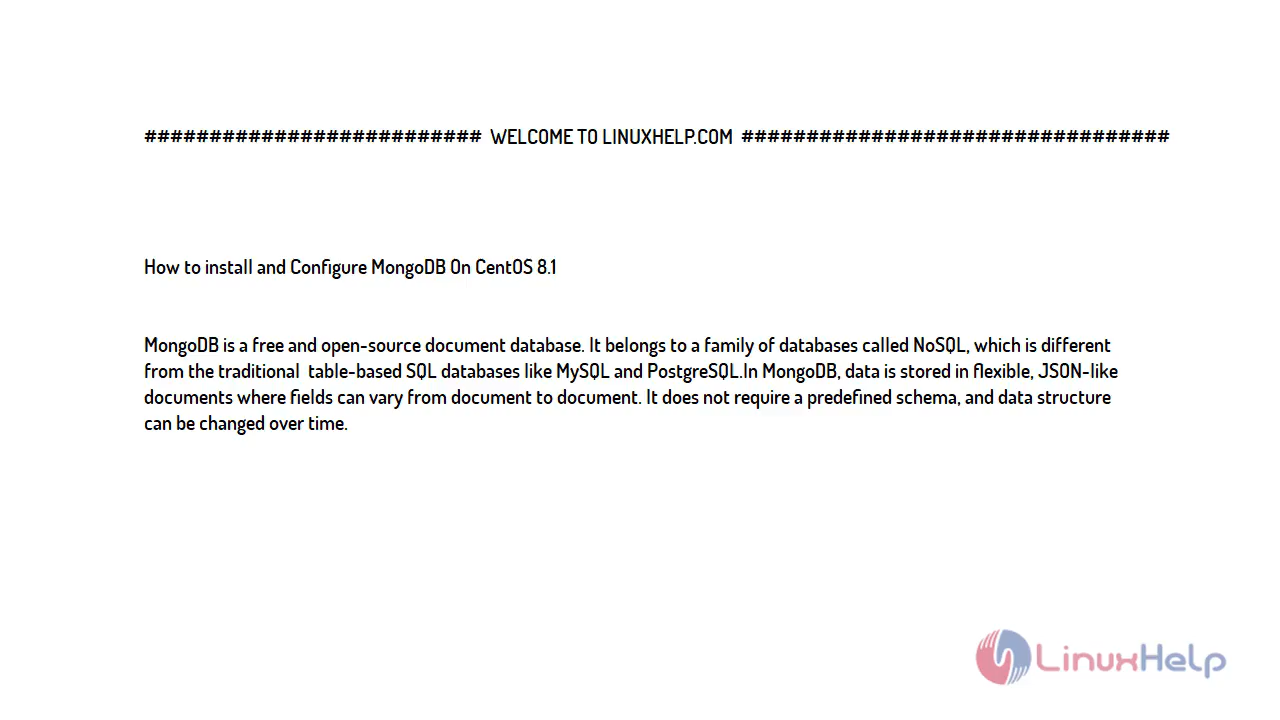 ########################## WELCOME TO LINUXHELP.COM #################################
How to install and Configure MongoDB On CentOS 8.1
MongoDB is a free and open-source document database. It belongs to a family of databases called NoSQL, which is different
from the traditional  table-based SQL databases like MySQL and PostgreSQL.In MongoDB, data is stored in flexible, JSON-like
documents where fields can vary from document to document. It does not require a predefined schema, and data structure
can be changed over time.
LinuxHelp